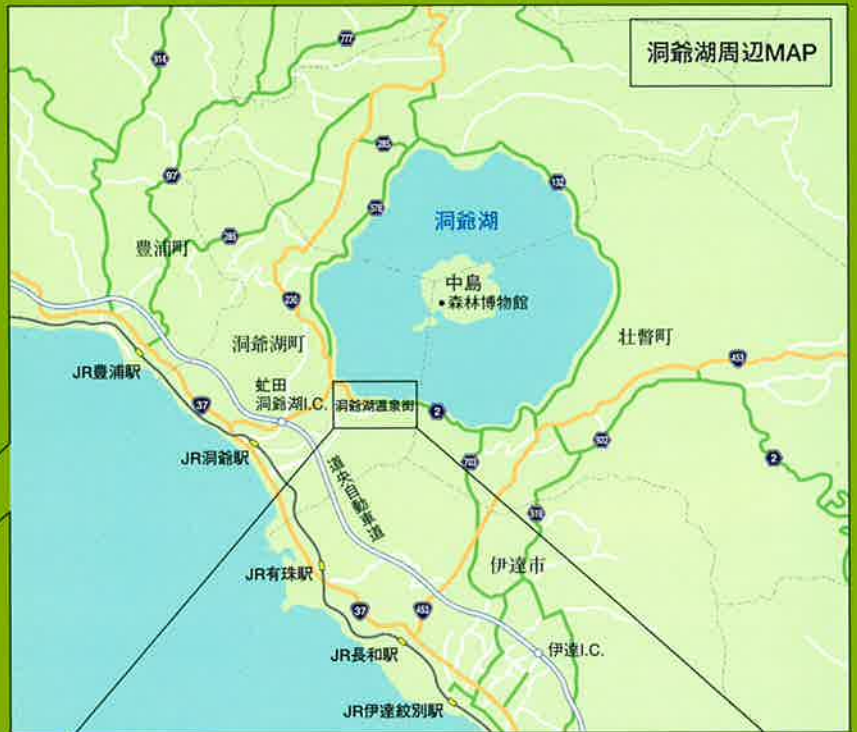 洞爺湖周辺MAP
777
914
97
285
285
578
132
洞爺湖
豊浦町
中島
森林博物館
230
洞爺湖町
壮瞥町
453
JR豊浦駅
37
虻田
洞爺湖I.C.
洞爺湖温泉街
2
JR洞爺駅
703
922
2
道央自動車道
519
JR有珠駅
伊達市
37
453
JR長和駅
伊達I.C.
JR伊達紋別駅